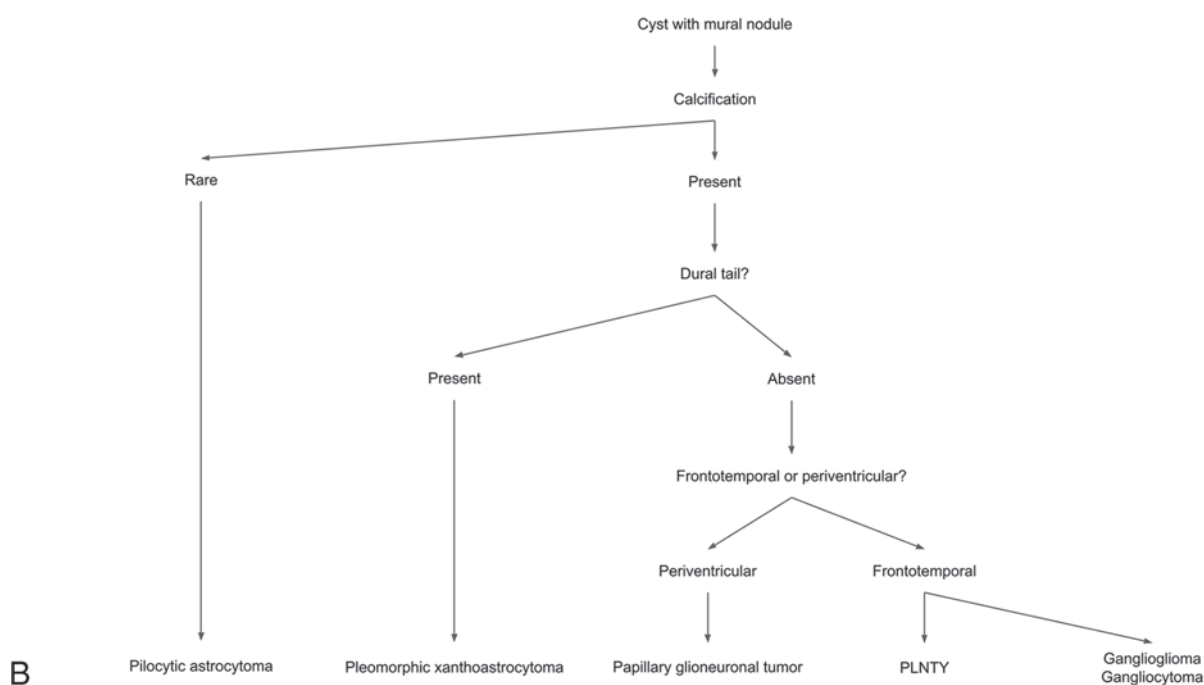 Cyst with mural nodule
Calcification
Rare
Present
Dural tail?
Present
Absent
Frontotemporal or periventricular?
Periventricular
Frontotemporal
Pilocytic astrocytoma
Pleomorphic xanthoastrocytoma
Papillary glioneuronal tumor
PLNTY
Ganglioglioma
Gangliocytoma
B